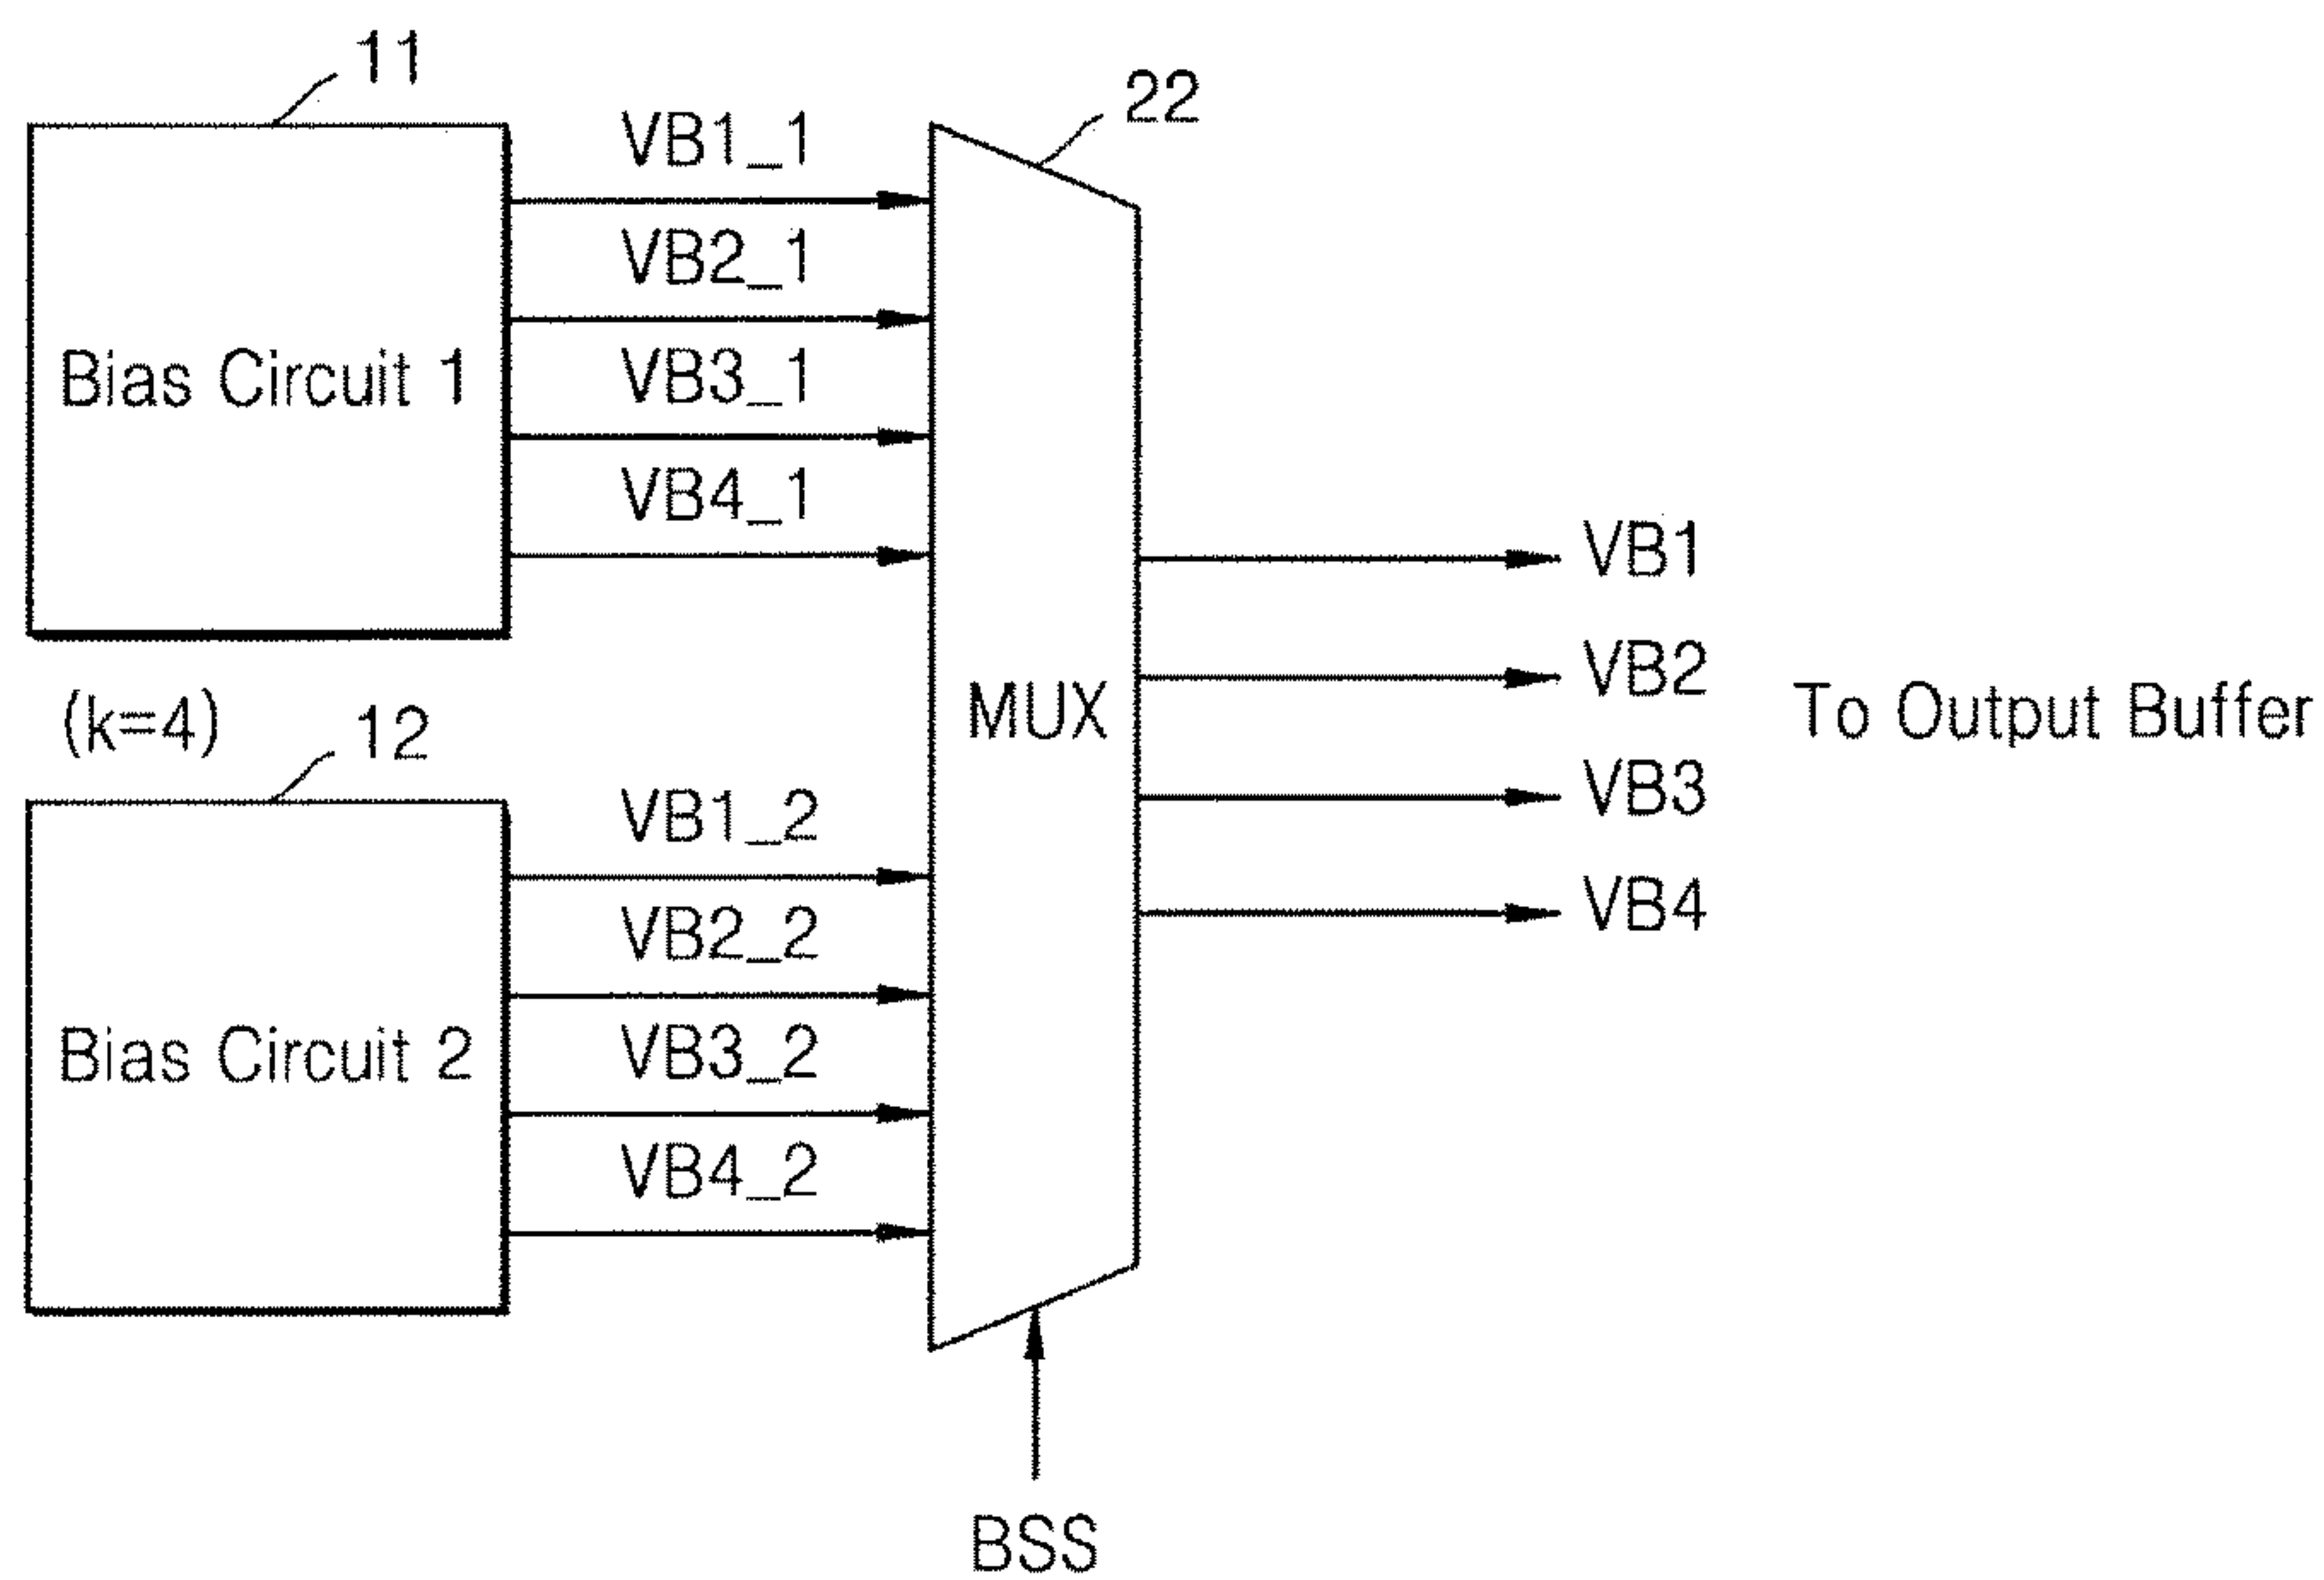 11
VB1_1
22
VB2_1
Bias Circuit 1
VB3_1
VB4_1
VB1
(k=4)
12
MUX
VB2
To Output Buffer
VB3
VB1_2
VB4
VB2_2
Bias Circuit 2
VB3_2
VB4_2
BSS